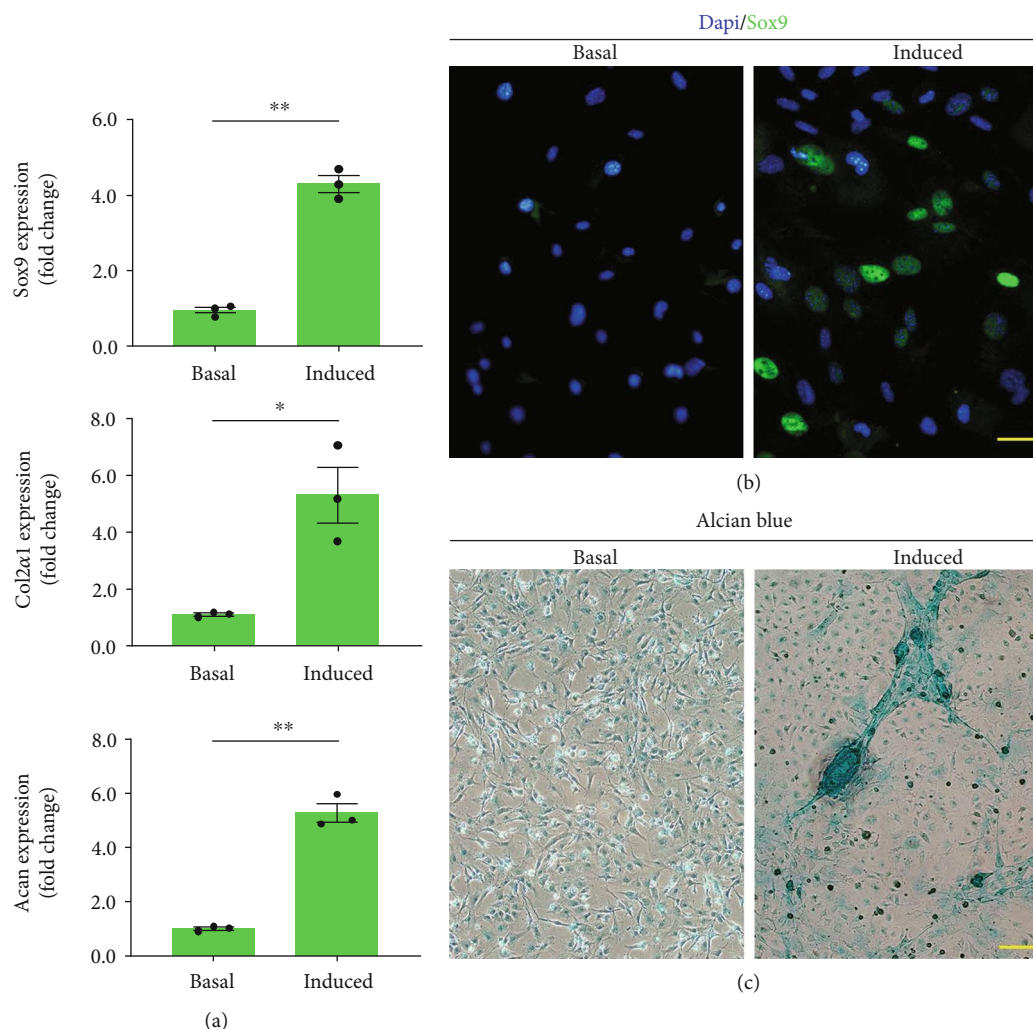 **
6.0
4.0
2.0
0.0
Sox9 expression
(fold change)
Basal Induced
*
8.0
6.0
4.0
2.0
0.0
Col2α1 expression
(fold change)
Basal Induced
**
8.0
6.0
4.0
2.0
0.0
Acan expression
(fold change)
Basal Induced
(a)
Dapi/Sox9
Basal Induced
(b)
Alcian blue
Basal Induced
(c)